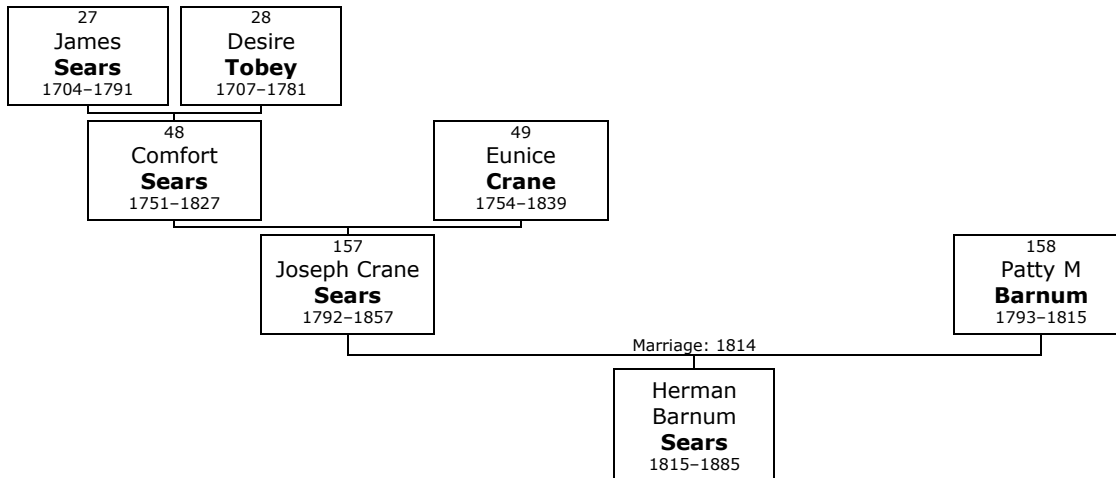 27
James
Sears
1704–1791
28
Desire
Tobey
1707–1781
48
Comfort
Sears
1751–1827
49
Eunice
Crane
1754–1839
157
Joseph Crane
Sears
1792–1857
158
Patty M
Barnum
1793–1815
Marriage: 1814
Herman
Barnum
Sears
1815–1885